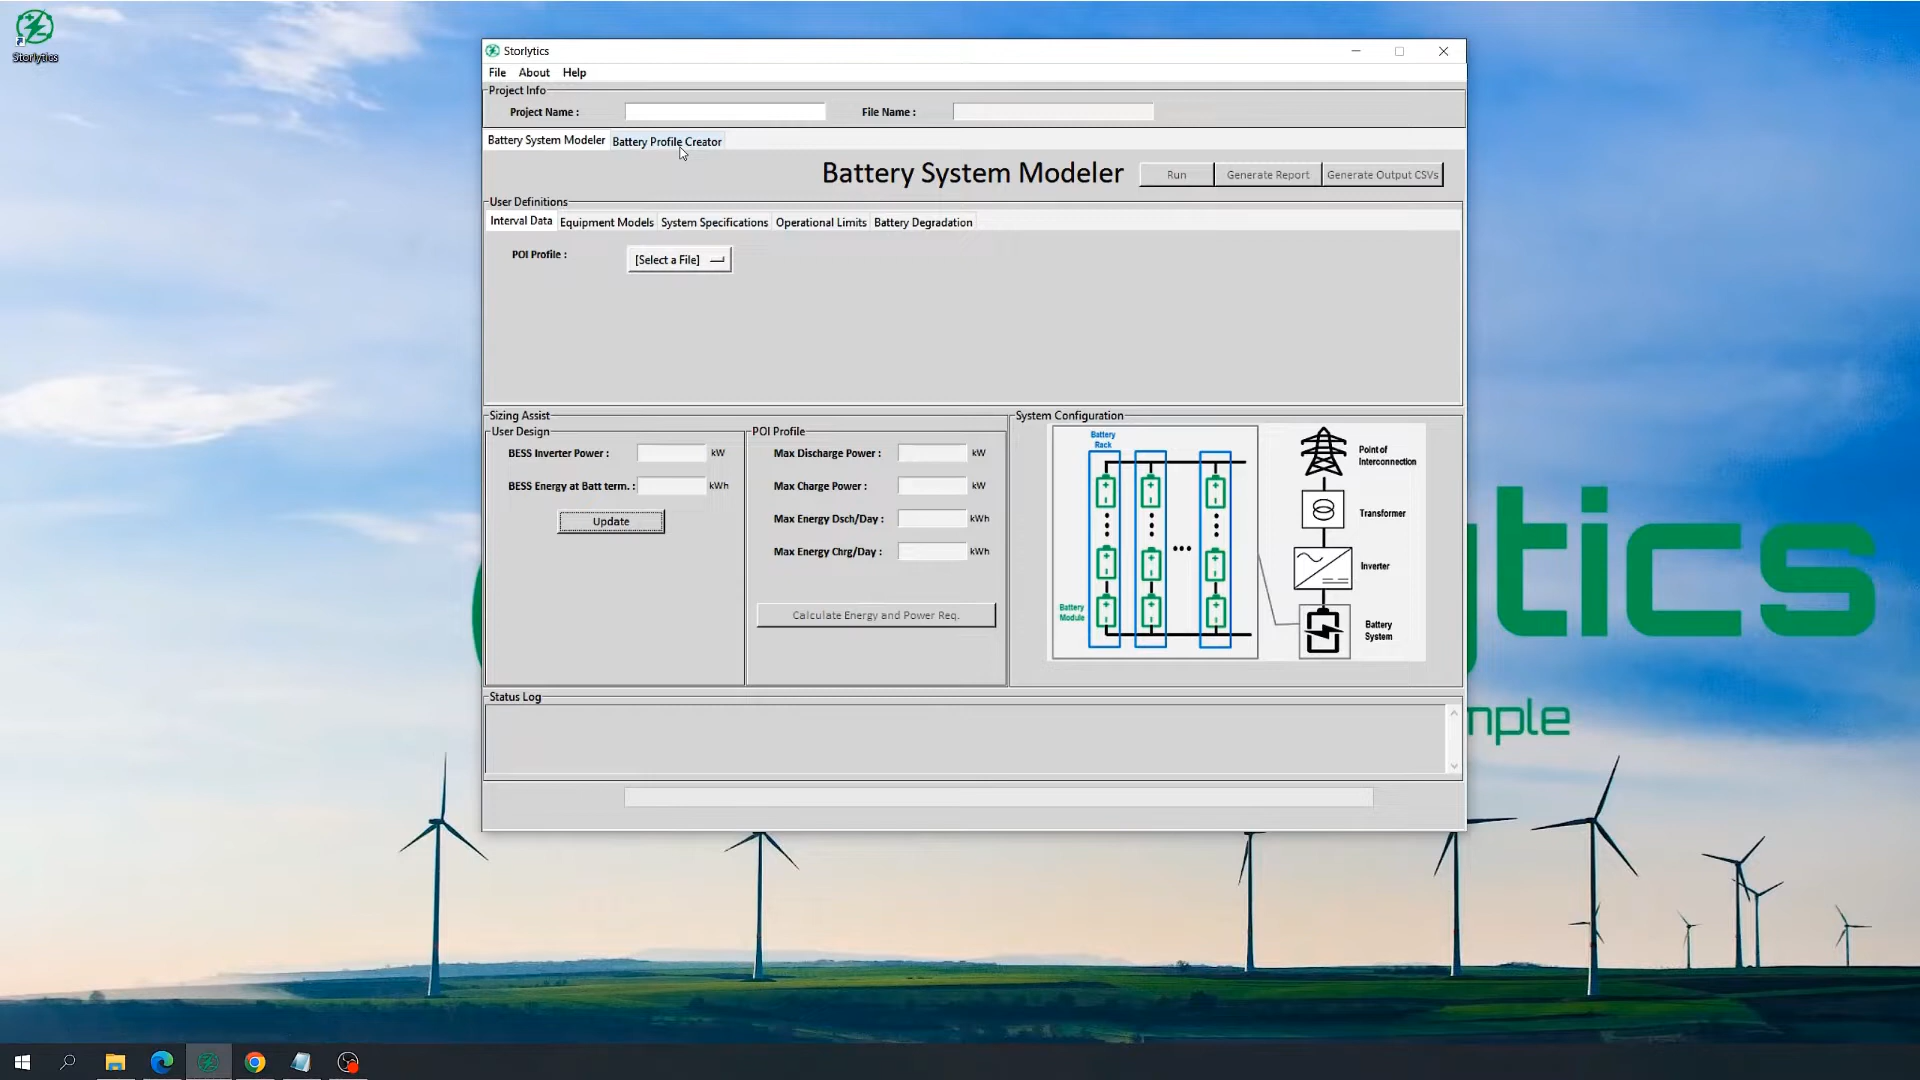 Storlytics
Storlytics
File About Help
Project Info
Project Name : File Name :
Battery System Modeler Battery Profile Creator
Battery System Modeler Run Generate Report Generate Output CSVs
User Definitions
Interval Data Equipment Models System Specifications Operational Limits Battery Degradation
POI Profile : [Select a File]
Sizing Assist
User Design
BESS Inverter Power : kW
BESS Energy at Batt term. : kWh
Update
POI Profile
Max Discharge Power : kW
Max Charge Power : kW
Max Energy Dsch/Day : kWh
Max Energy Chrg/Day : kWh
Calculate Energy and Power Req.
System Configuration
Battery
Rack
Battery
Module
Point of
Interconnection
Transformer
Inverter
Battery
System
Status Log
ytics
mple